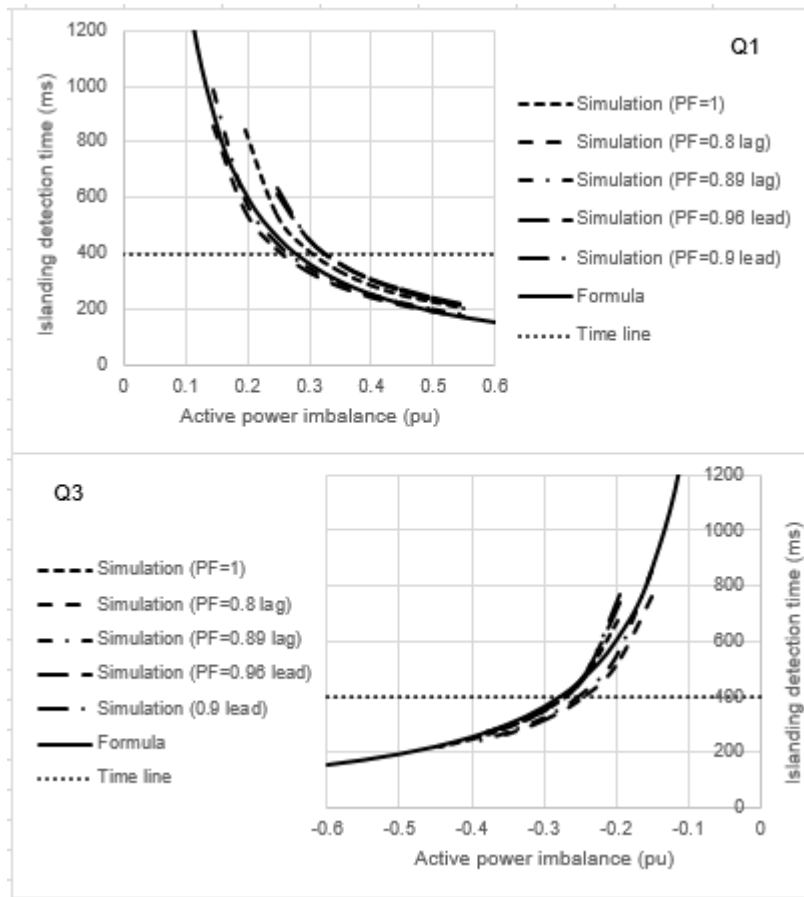 Q1
Islanding detection time (ms)
1200
1000
800
600
400
200
0
0 0.1 0.2 0.3 0.4 0.5 0.6
Active power imbalance (pu)
Simulation (PF=1)
Simulation (PF=0.8 lag)
Simulation (PF=0.89 lag)
Simulation (PF=0.96 lead)
Simulation (PF=0.9 lead)
Formula
Time line
Q3
Simulation (PF=1)
Simulation (PF=0.8 lag)
Simulation (PF=0.89 lag)
Simulation (PF=0.96 lead)
Simulation (0.9 lead)
Formula
Time line
1200
1000
800
600
400
200
0
Islanding detection time (ms)
-0.6 -0.5 -0.4 -0.3 -0.2 -0.1 0
Active power imbalance (pu)